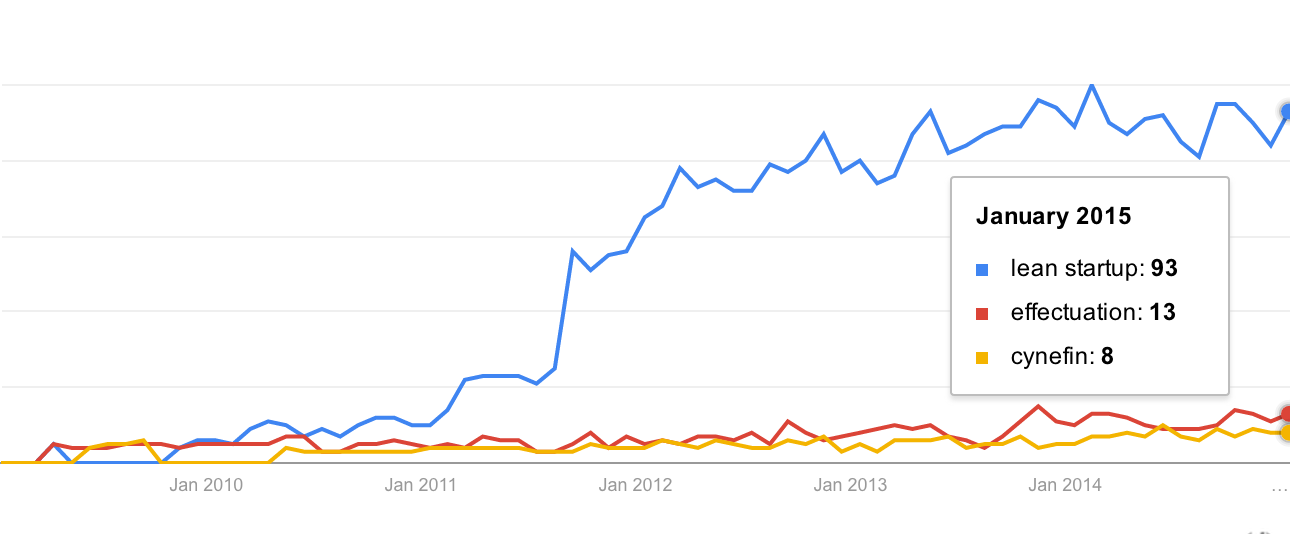 January 2015
lean startup: 93
effectuation: 13
cynefin: 8
Jan 2010 Jan 2011 Jan 2012 Jan 2013 Jan 2014 ...